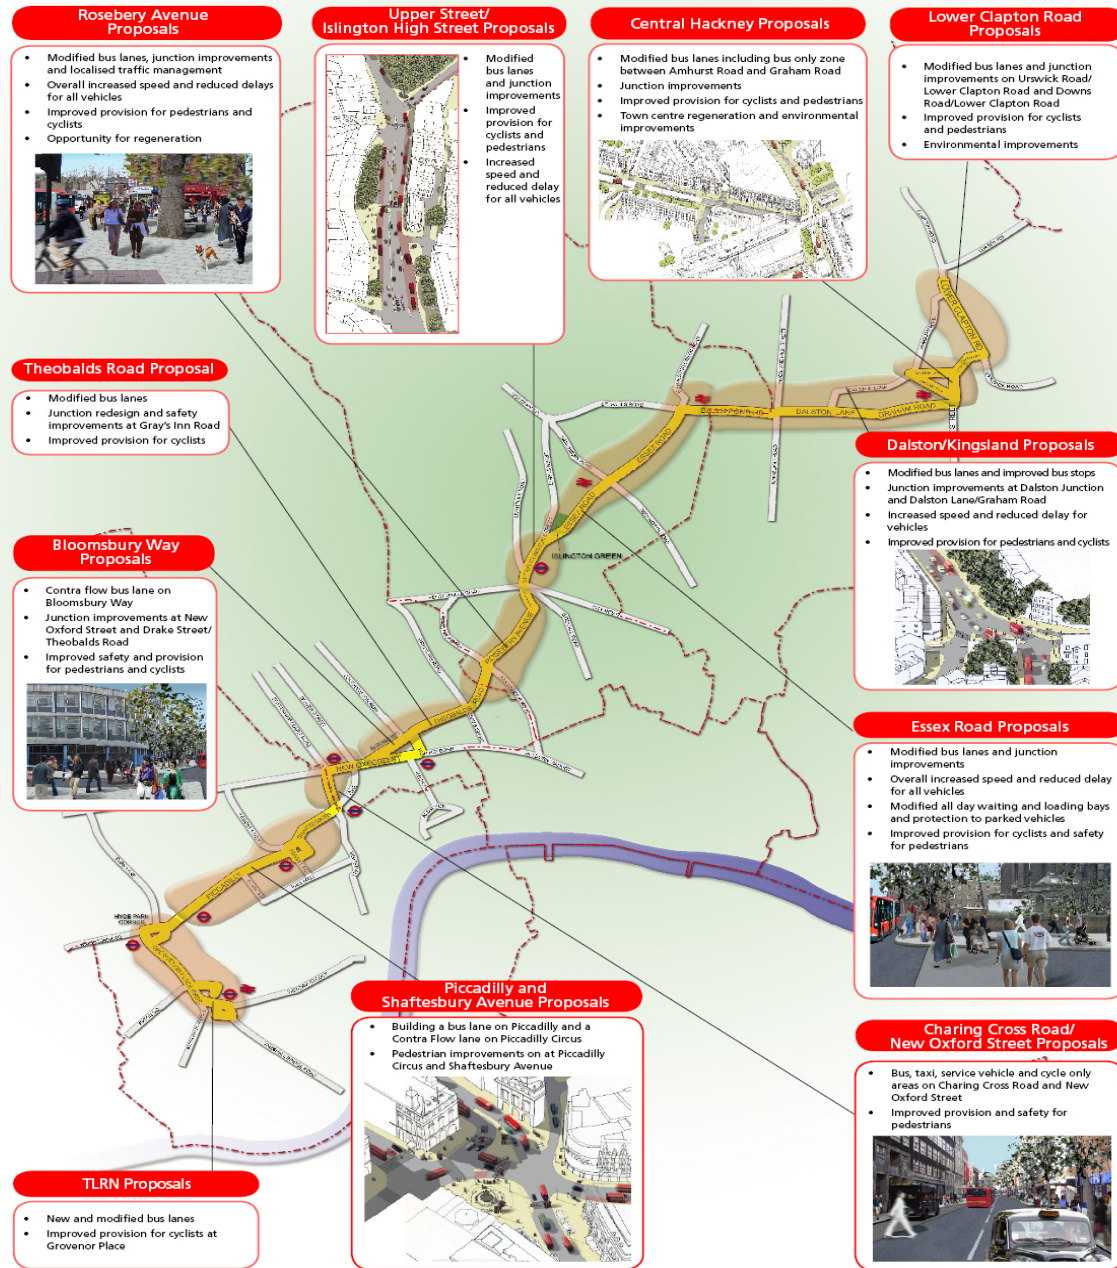 Rosebery Avenue
Proposals
• Modified bus lanes, junction improvements
and localised traffic management
• Overall increased speed and reduced delays
for all vehicles
• Improved provision for pedestrians and
cyclists
• Opportunity for regeneration
Upper Street/
Islington High Street Proposals
• Modified
bus lanes
and junction
improvements
• Improved
provision for
cyclists and
pedestrians
• Increased
speed and
reduced delay
for all vehicles
Central Hackney Proposals
• Modified bus lanes including bus only zone
between Amhurst Road and Graham Road
• Junction improvements
• Improved provision for cyclists and pedestrians
• Town centre regeneration and environmental
improvements
Lower Clapton Road
Proposals
• Modified bus lanes and junction
improvements on Urswick Road/
Lower Clapton Road and Downs
Road/Lower Clapton Road
• Improved provision for cyclists
and pedestrians
• Environmental improvements
Theobalds Road Proposal
• Modified bus lanes
• Junction redesign and safety
improvements at Gray's Inn Road
• Improved provision for cyclists
Dalston/Kingsland Proposals
• Modified bus lanes and improved bus stops
• Junction improvements at Dalston Junction
and Dalston Lane/Graham Road
• Increased speed and reduced delay for
vehicles
• Improved provision for pedestrians and cyclists
Bloomsbury Way
Proposals
• Contra flow bus lane on
Bloomsbury Way
• Junction improvements at New
Oxford Street and Drake Street/
Theobalds Road
• Improved safety and provision
for pedestrians and cyclists
Essex Road Proposals
• Modified bus lanes and junction
improvements
• Overall increased speed and reduced delay
for all vehicles
• Modified all day waiting and loading bays
and protection to parked vehicles
• Improved provision for cyclists and safety
for pedestrians
Piccadilly and
Shaftesbury Avenue Proposals
• Building a bus lane on Piccadilly and a
Contra Flow lane on Piccadilly Circus
• Pedestrian improvements on at Piccadilly
Circus and Shaftesbury Avenue
Charing Cross Road/
New Oxford Street Proposals
• Bus, taxi, service vehicle and cycle only
areas on Charing Cross Road and New
Oxford Street
• Improved provision and safety for
pedestrians
TLRN Proposals
• New and modified bus lanes
• Improved provision for cyclists at
Grovenor Place
LOWER CLAPTON RD
DALSTON LANE
GRAHAM ROAD
ESSEX ROAD
ESSEX ROAD
ISLINGTON GREEN
ROSEBERY AVENUE
THEOBALDS ROAD
NEW OXFORD ST
PICCADILLY
HYDE PARK
CORNER